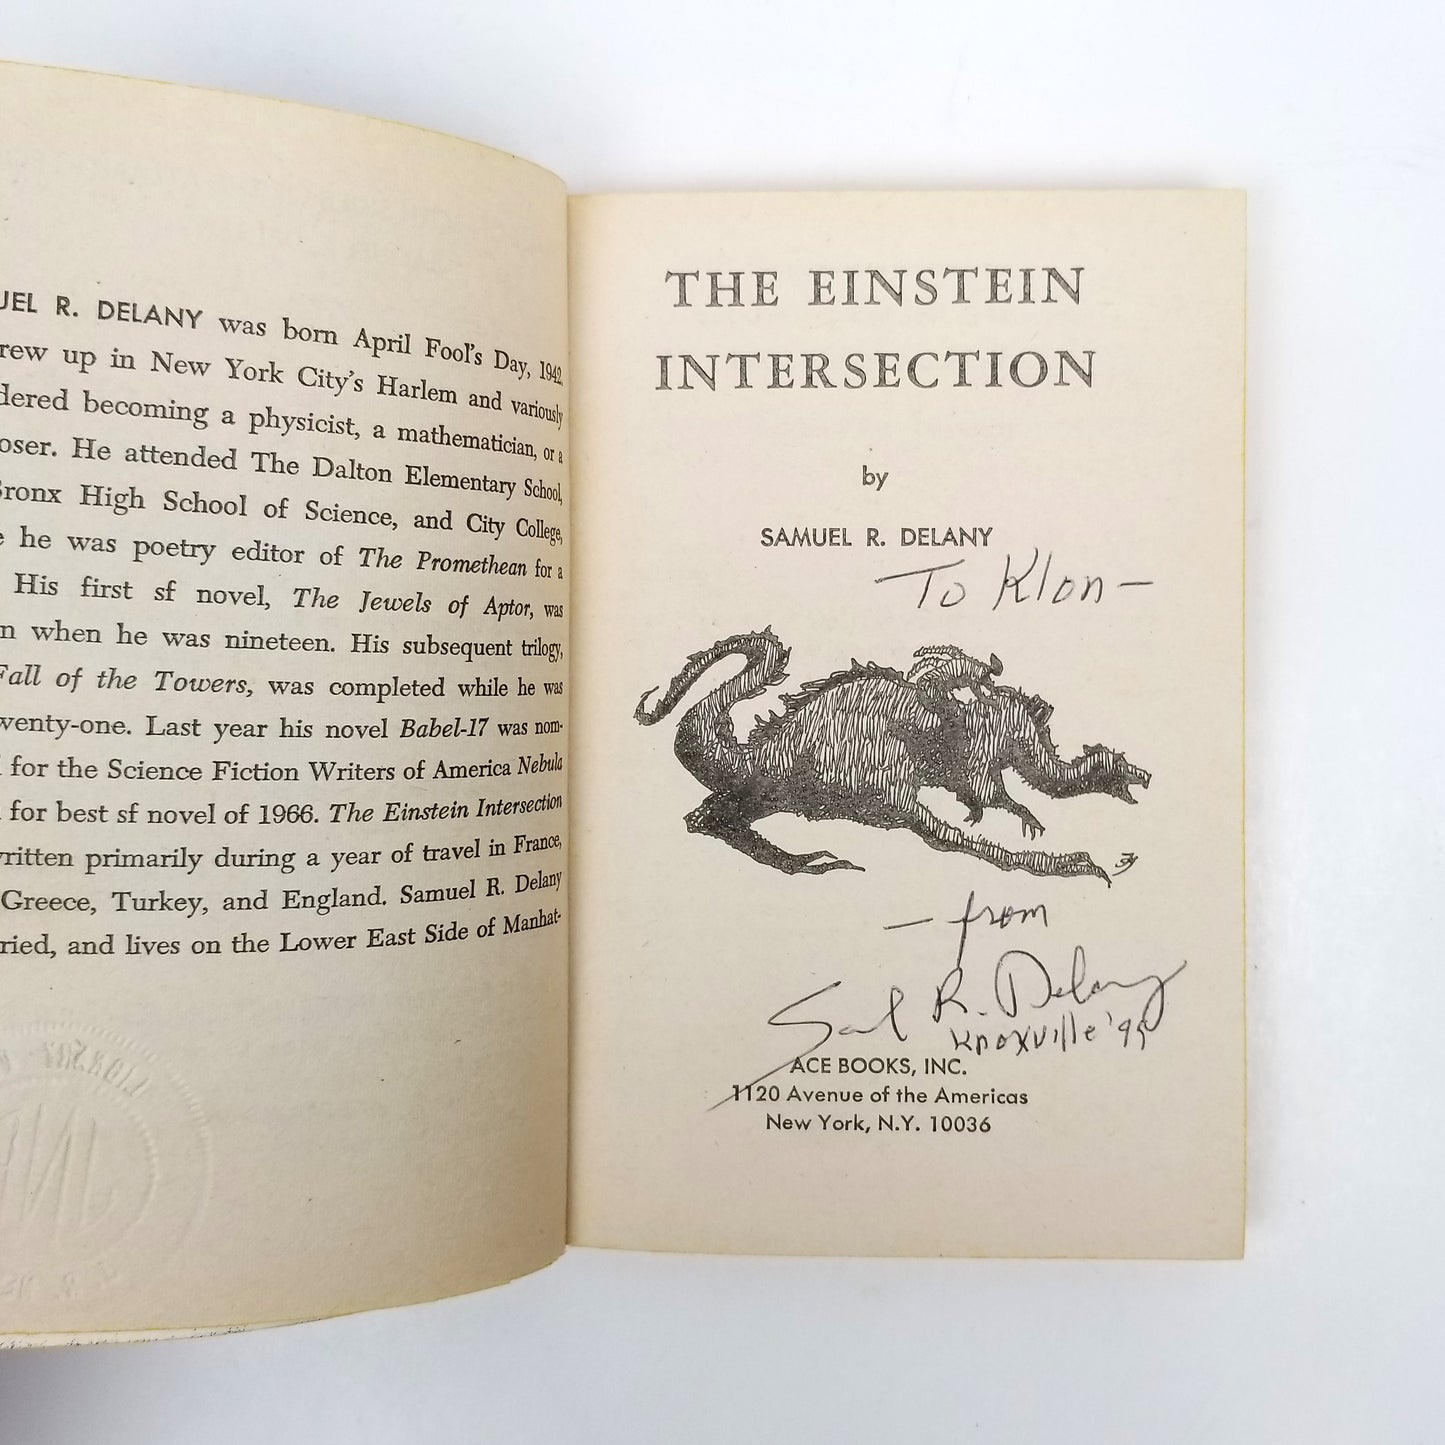 UEL R. DELANY was born April Fool's Day, 1942,
rew up in New York City's Harlem and variously
dered becoming a physicist, a mathematician, or a
oser. He attended The Dalton Elementary School,
Bronx High School of Science, and City College,
e he was poetry editor of The Promethean for a
His first sf novel, The Jewels of Aptor, was
n when he was nineteen. His subsequent trilogy,
Fall of the Towers, was completed while he was
wenty-one. Last year his novel Babel-17 was nom-
for the Science Fiction Writers of America Nebula
for best sf novel of 1966. The Einstein Intersection
ritten primarily during a year of travel in France,
Greece, Turkey, and England. Samuel R. Delany
ried, and lives on the Lower East Side of Manhat-
THE EINSTEIN
INTERSECTION
by
SAMUEL R. DELANY
To Klon—
— from
R. Delany
Knoxville '95
ACE BOOKS, INC.
1120 Avenue of the Americas
New York, N.Y. 10036